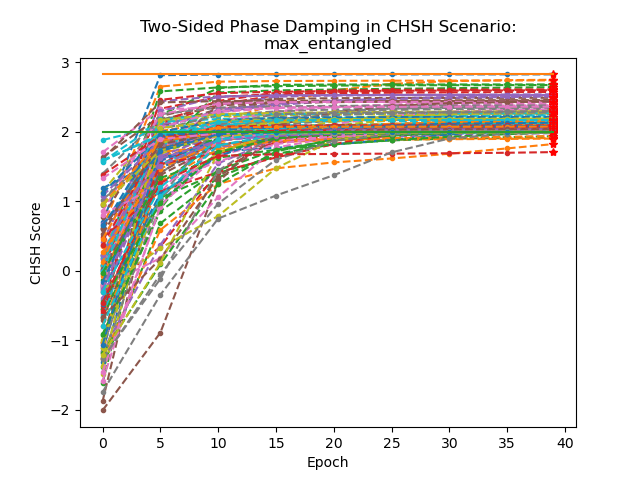 Two-Sided Phase Damping in CHSH Scenario:
max_entangled
CHSH Score
3
2
1
0
−1
−2
0 5 10 15 20 25 30 35 40
Epoch